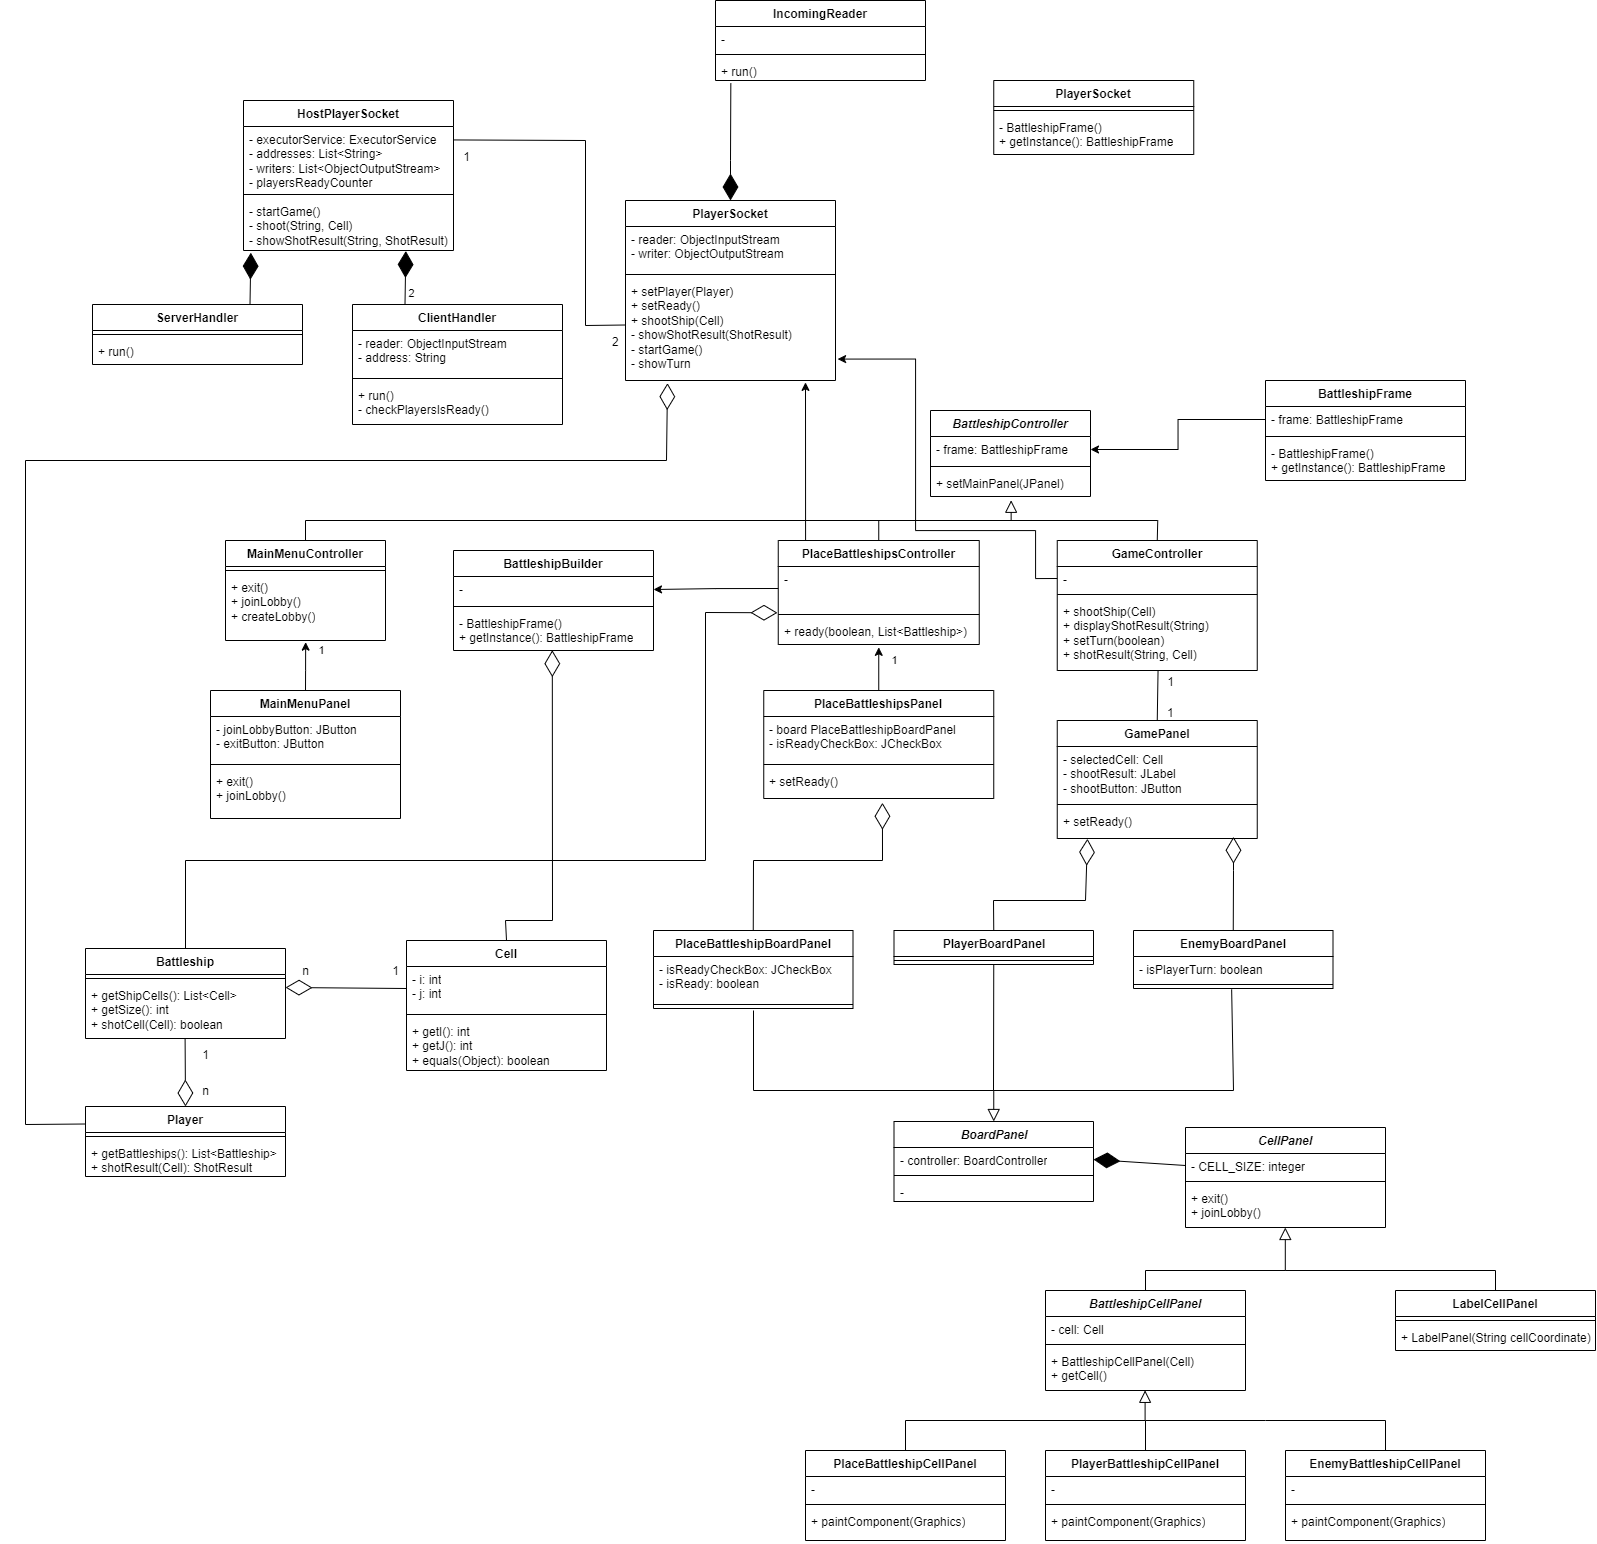 IncomingReader
-
+ run()
PlayerSocket
- BattleshipFrame()
+ getInstance(): BattleshipFrame
HostPlayerSocket
- executorService: ExecutorService
- addresses: List<String>
- writers: List<ObjectOutputStream>
- playersReadyCounter
- startGame()
- shoot(String, Cell)
- showShotResult(String, ShotResult)
1
2
PlayerSocket
- reader: ObjectInputStream
- writer: ObjectOutputStream
+ setPlayer(Player)
+ setReady()
+ shootShip(Cell)
- showShotResult(ShotResult)
- startGame()
- showTurn
2
ServerHandler
+ run()
ClientHandler
- reader: ObjectInputStream
- address: String
+ run()
- checkPlayersIsReady()
BattleshipController
- frame: BattleshipFrame
+ setMainPanel(JPanel)
BattleshipFrame
- frame: BattleshipFrame
- BattleshipFrame()
+ getInstance(): BattleshipFrame
MainMenuController
+ exit()
+ joinLobby()
+ createLobby()
1
BattleshipBuilder
-
- BattleshipFrame()
+ getInstance(): BattleshipFrame
PlaceBattleshipsController
-
+ ready(boolean, List<Battleship>)
1
GameController
-
+ shootShip(Cell)
+ displayShotResult(String)
+ setTurn(boolean)
+ shotResult(String, Cell)
1
1
MainMenuPanel
- joinLobbyButton: JButton
- exitButton: JButton
+ exit()
+ joinLobby()
PlaceBattleshipsPanel
- board PlaceBattleshipBoardPanel
- isReadyCheckBox: JCheckBox
+ setReady()
GamePanel
- selectedCell: Cell
- shootResult: JLabel
- shootButton: JButton
+ setReady()
Battleship
+ getShipCells(): List<Cell>
+ getSize(): int
+ shotCell(Cell): boolean
n
1
Cell
- i: int
- j: int
+ getI(): int
+ getJ(): int
+ equals(Object): boolean
PlaceBattleshipBoardPanel
- isReadyCheckBox: JCheckBox
- isReady: boolean
PlayerBoardPanel
EnemyBoardPanel
- isPlayerTurn: boolean
1
n
Player
+ getBattleships(): List<Battleship>
+ shotResult(Cell): ShotResult
BoardPanel
- controller: BoardController
-
CellPanel
- CELL_SIZE: integer
+ exit()
+ joinLobby()
BattleshipCellPanel
- cell: Cell
+ BattleshipCellPanel(Cell)
+ getCell()
LabelCellPanel
+ LabelPanel(String cellCoordinate)
PlaceBattleshipCellPanel
-
+ paintComponent(Graphics)
PlayerBattleshipCellPanel
-
+ paintComponent(Graphics)
EnemyBattleshipCellPanel
-
+ paintComponent(Graphics)